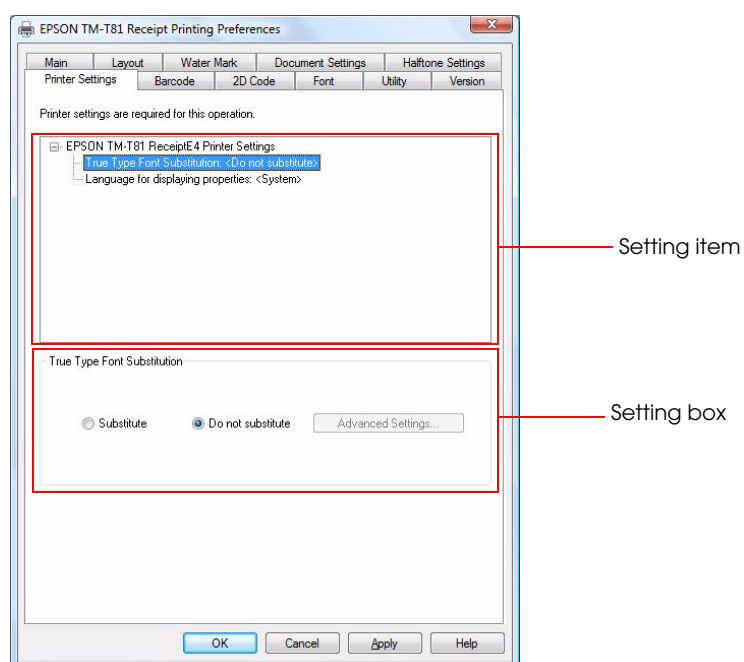 EPSON TM-T81 Receipt Printing Preferences
Main Layout Water Mark Document Settings Halftone Settings
Printer Settings Barcode 2D Code Font Utility Version
Printer settings are required for this operation.
EPSON TM-T81 ReceiptE4 Printer Settings
True Type Font Substitution: <Do not substitute>
Language for displaying properties: <System>
Setting item
True Type Font Substitution
Substitute Do not substitute Advanced Settings...
Setting box
OK Cancel Apply Help